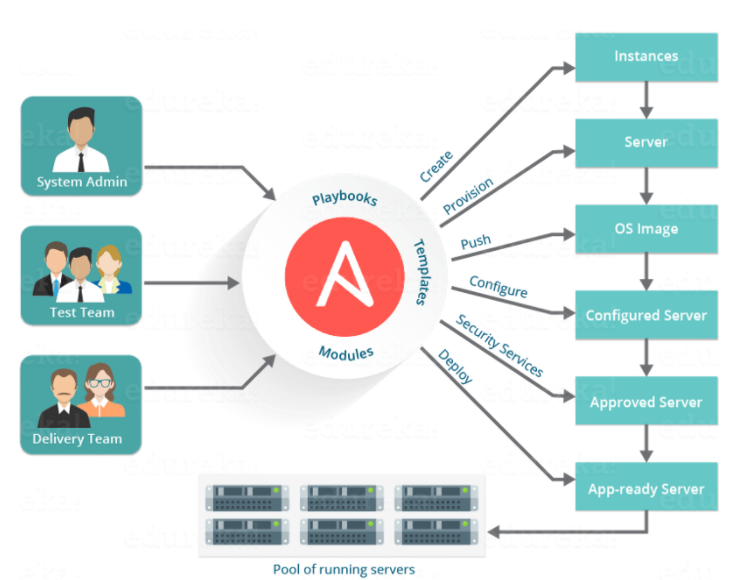 System Admin
Test Team
Delivery Team
Playbooks
Templates
Modules
Create
Provision
Push
Configure
Security Services
Deploy
Instances
Server
OS Image
Configured Server
Approved Server
App-ready Server
Pool of running servers
edureka!